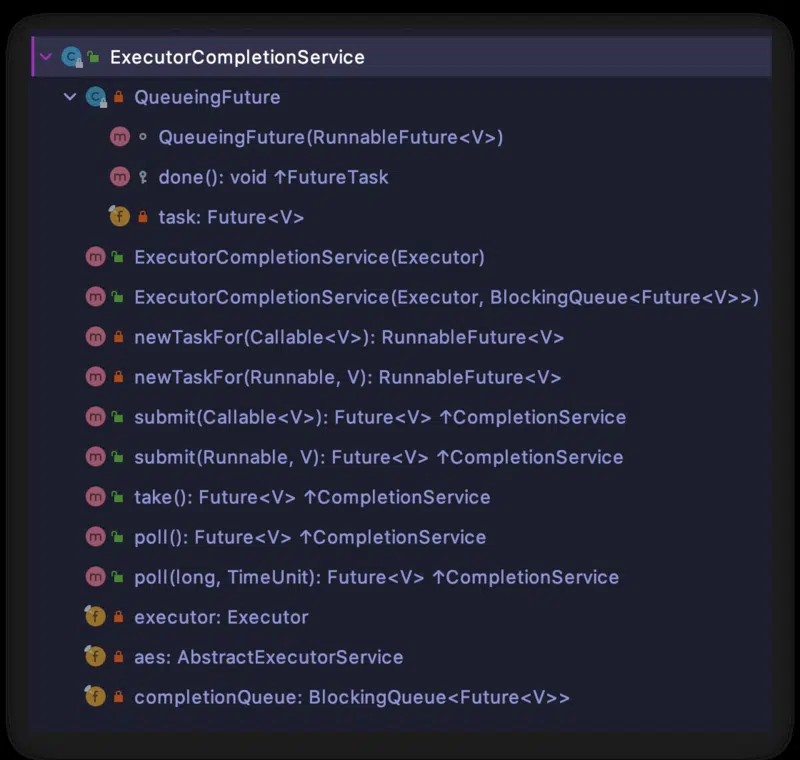 ExecutorCompletionService
QueueingFuture
QueueingFuture(RunnableFuture<V>)
done(): void ↑FutureTask
task: Future<V>
ExecutorCompletionService(Executor)
ExecutorCompletionService(Executor, BlockingQueue<Future<V>>)
newTaskFor(Callable<V>): RunnableFuture<V>
newTaskFor(Runnable, V): RunnableFuture<V>
submit(Callable<V>): Future<V> ↑CompletionService
submit(Runnable, V): Future<V> ↑CompletionService
take(): Future<V> ↑CompletionService
poll(): Future<V> ↑CompletionService
poll(long, TimeUnit): Future<V> ↑CompletionService
executor: Executor
aes: AbstractExecutorService
completionQueue: BlockingQueue<Future<V>>